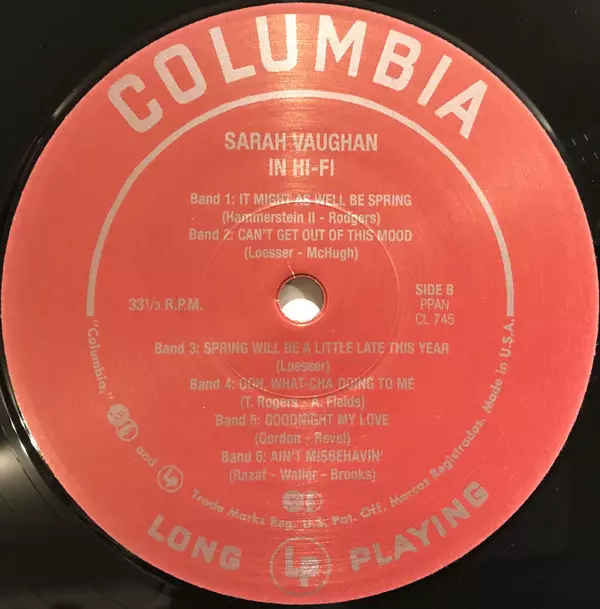 COLUMBIA
SARAH VAUGHAN
IN HI-FI
Band 1: IT MIGHT AS WELL BE SPRING
(Hammerstein II - Rodgers)
Band 2: CAN'T GET OUT OF THIS MOOD
(Loesser - McHugh)
33 1/3 R.P.M.
SIDE B
PPAN
CL 745
Band 3: SPRING WILL BE A LITTLE LATE THIS YEAR
(Loesser)
Band 4: OOH, WHAT-CHA DOING TO ME
(T. Rogers - A. Fields)
Band 5: GOODNIGHT MY LOVE
(Gordon - Revel)
Band 6: AIN'T MISBEHAVIN'
(Razaf - Waller - Brooks)
"Columbia," and LP Trade Marks Reg. U.S. Pat. Off. Marcas Registradas. Made in U.S.A.
LONG LP PLAYING